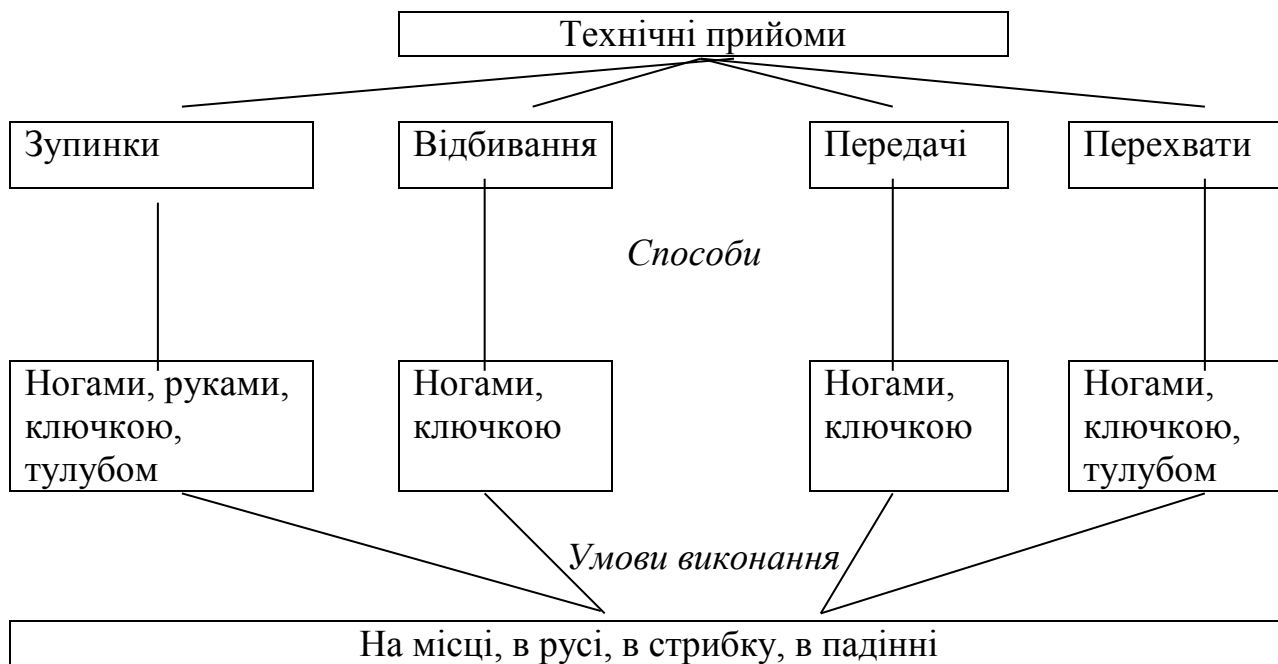 Технічні прийоми
Зупинки
Відбивання
Передачі
Перехвати
Способи
Ногами, руками,
ключкою,
тулубом
Ногами,
ключкою
Ногами,
ключкою
Ногами,
ключкою,
тулубом
Умови виконання
На місці, в русі, в стрибку, в падінні